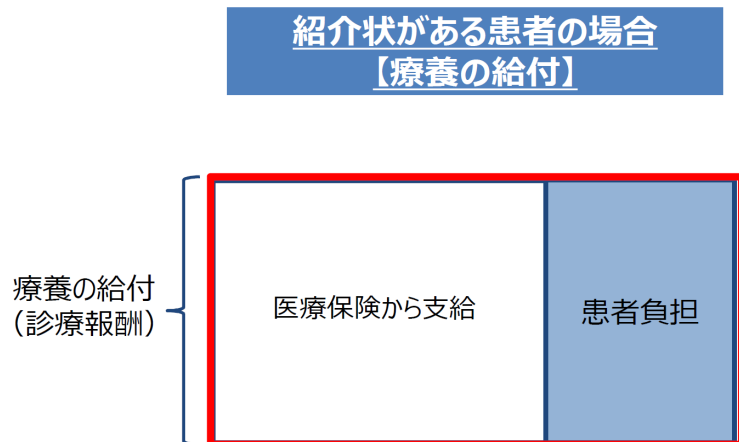 紹介状がある患者の場合
【療養の給付】
療養の給付
（診療報酬）
医療保険から支給
患者負担